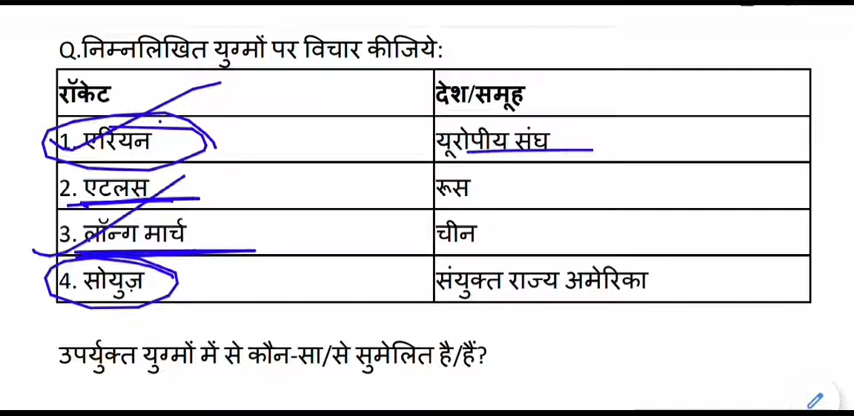 Q.निम्नलिखित युग्मों पर विचार कीजिये:
रॉकेट देश/समूह
1. एरियन यूरोपीय संघ
2. एटलस रूस
3. लॉन्ग मार्च चीन
4. सोयुज़ संयुक्त राज्य अमेरिका
उपर्युक्त युग्मों में से कौन-सा/से सुमेलित है/हैं?